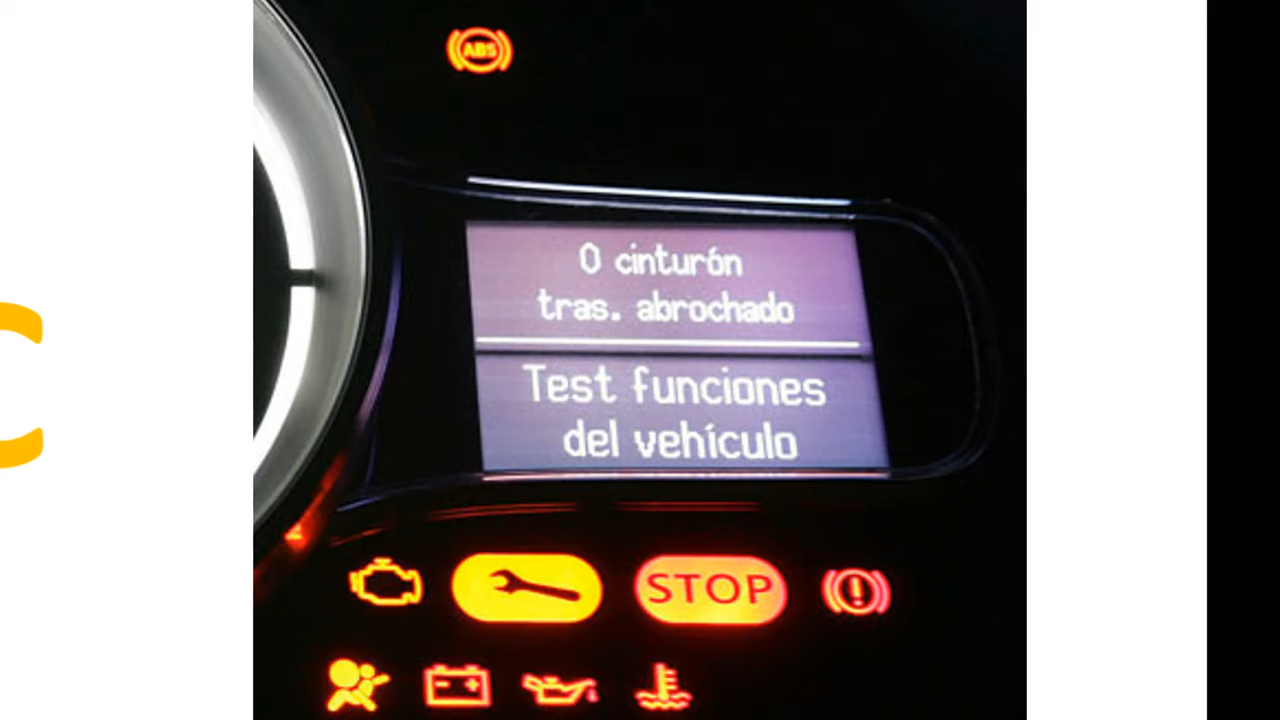 ABS
0 cinturón
tras. abrochado
Test funciones
del vehículo
STOP